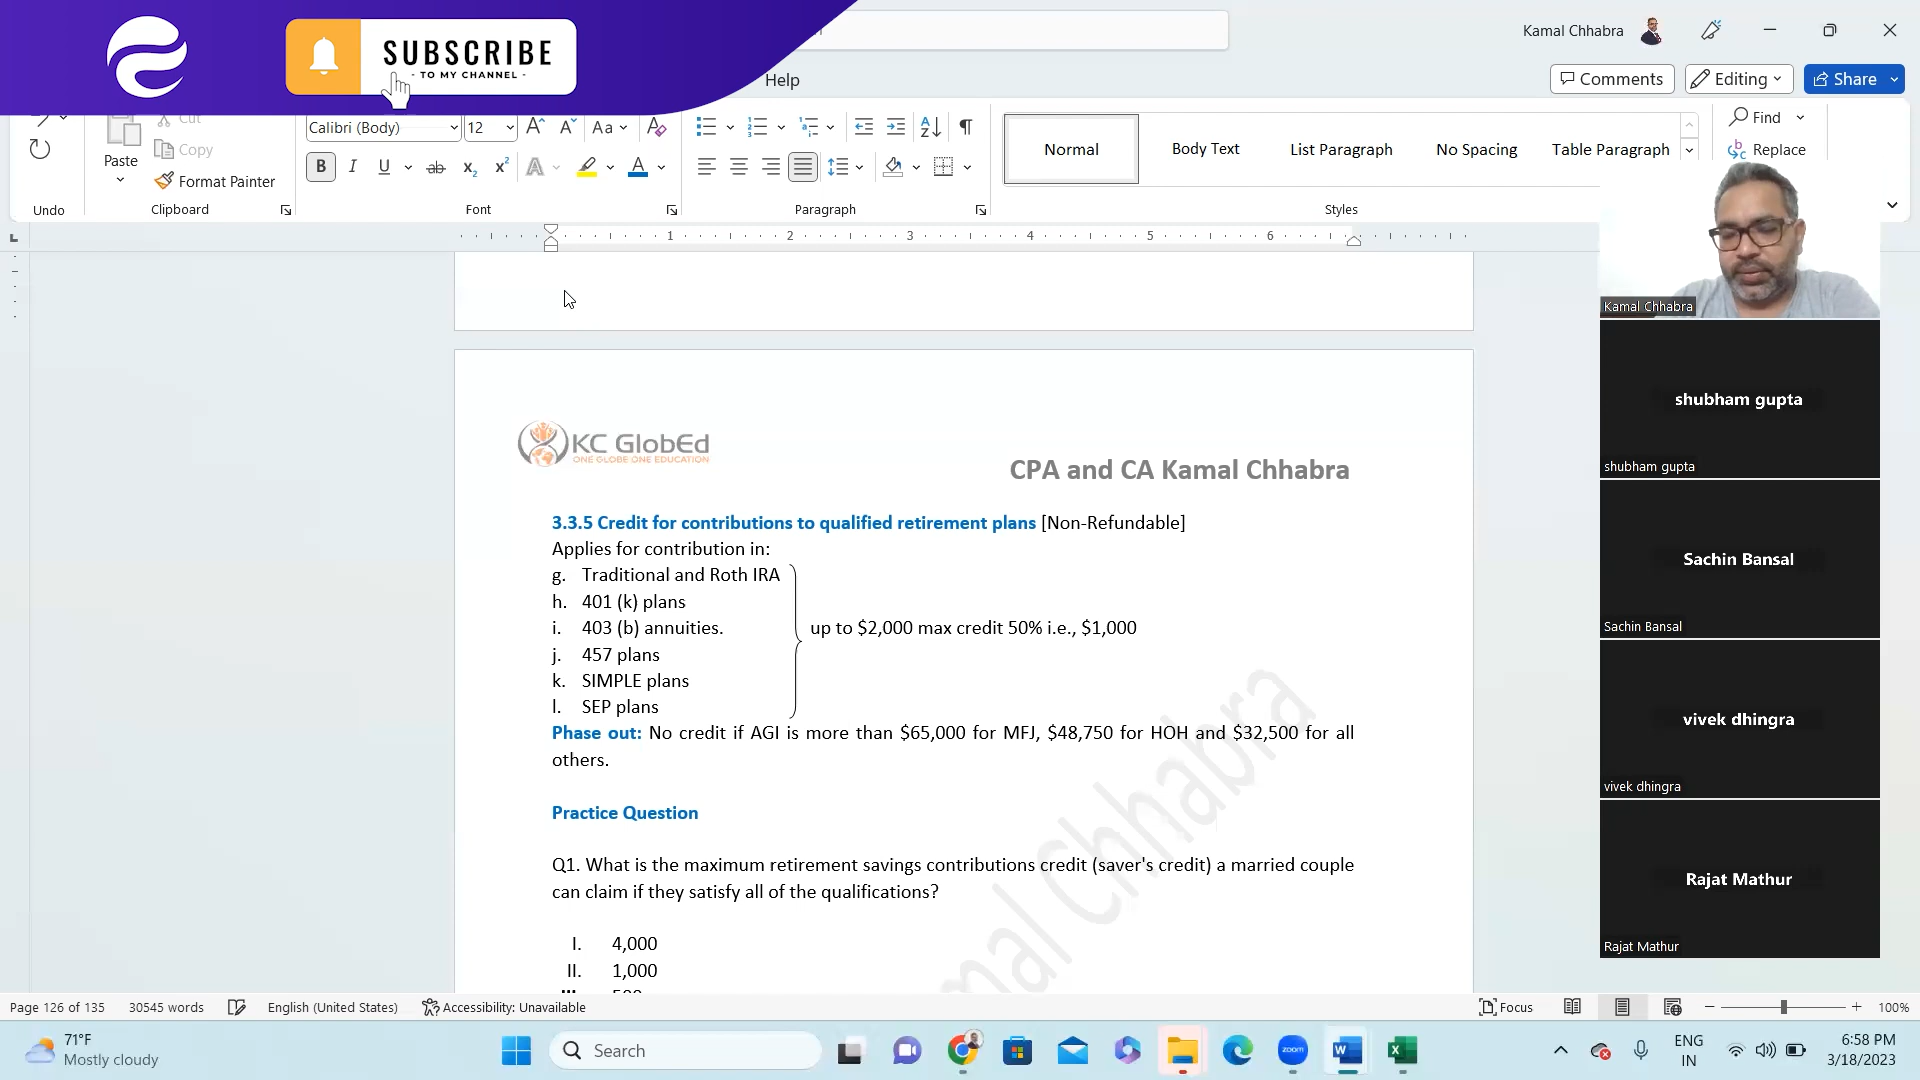 SUBSCRIBE
- TO MY CHANNEL -
Help
Kamal Chhabra
Comments
Editing
Share
Cut
Copy
Paste
Format Painter
Calibri (Body)
12
Aa
Normal
Body Text
List Paragraph
No Spacing
Table Paragraph
Find
Replace
Undo
Clipboard
Font
Paragraph
Styles
1 2 3 4 5 6
KC GlobEd
ONE GLOBE ONE EDUCATION
CPA and CA Kamal Chhabra
3.3.5 Credit for contributions to qualified retirement plans [Non-Refundable]
Applies for contribution in:
g. Traditional and Roth IRA
h. 401 (k) plans
i. 403 (b) annuities.
up to $2,000 max credit 50% i.e., $1,000
j. 457 plans
k. SIMPLE plans
l. SEP plans
Phase out: No credit if AGI is more than $65,000 for MFJ, $48,750 for HOH and $32,500 for all
others.
Practice Question
Q1. What is the maximum retirement savings contributions credit (saver's credit) a married couple
can claim if they satisfy all of the qualifications?
I. 4,000
II. 1,000
Kamal Chhabra
shubham gupta
shubham gupta
Sachin Bansal
Sachin Bansal
vivek dhingra
vivek dhingra
Rajat Mathur
Rajat Mathur
Page 126 of 135
30545 words
English (United States)
Accessibility: Unavailable
Focus
100%
71°F
Mostly cloudy
Search
zoom
ENG
IN
6:58 PM
3/18/2023